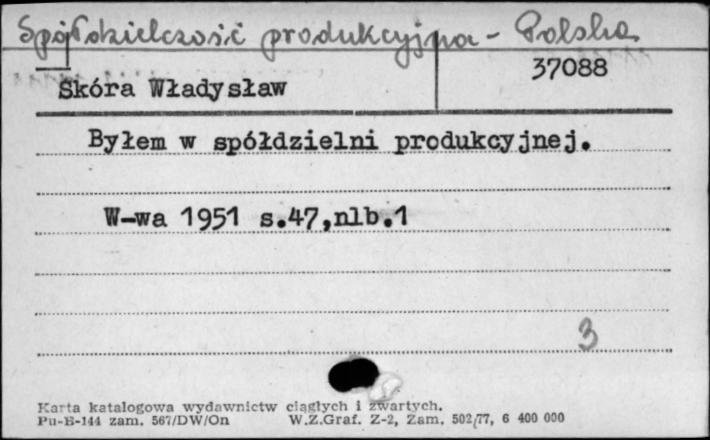 Spółdzielczość produkcyjna - Polska
37088
Skóra Władysław
Byłem w spółdzielni produkcyjnej.
W-wa 1951 s.47,nlb.1
3
Karta katalogowa wydawnictw ciągłych i zwartych.
Pu-B-144 zam. 567/DW/On W.Z.Graf. Z-2, Zam. 502/77, 6 400 000